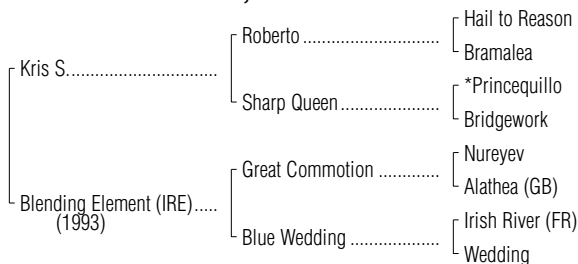 Hail to Reason
Roberto ................................
Bramalea
Kris S. ...................................
*Princequillo
Sharp Queen .......................
Bridgework
Nureyev
Great Commotion ..............
Alathea (GB)
Blending Element (IRE) .....
(1993)
Irish River (FR)
Blue Wedding .....................
Wedding